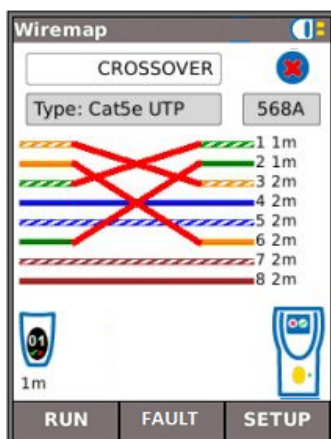 Wiremap
CROSSOVER
Type: Cat5e UTP 568A
1 1m
2 1m
3 2m
4 2m
5 2m
6 2m
7 2m
8 2m
01
1m
RUN FAULT SETUP